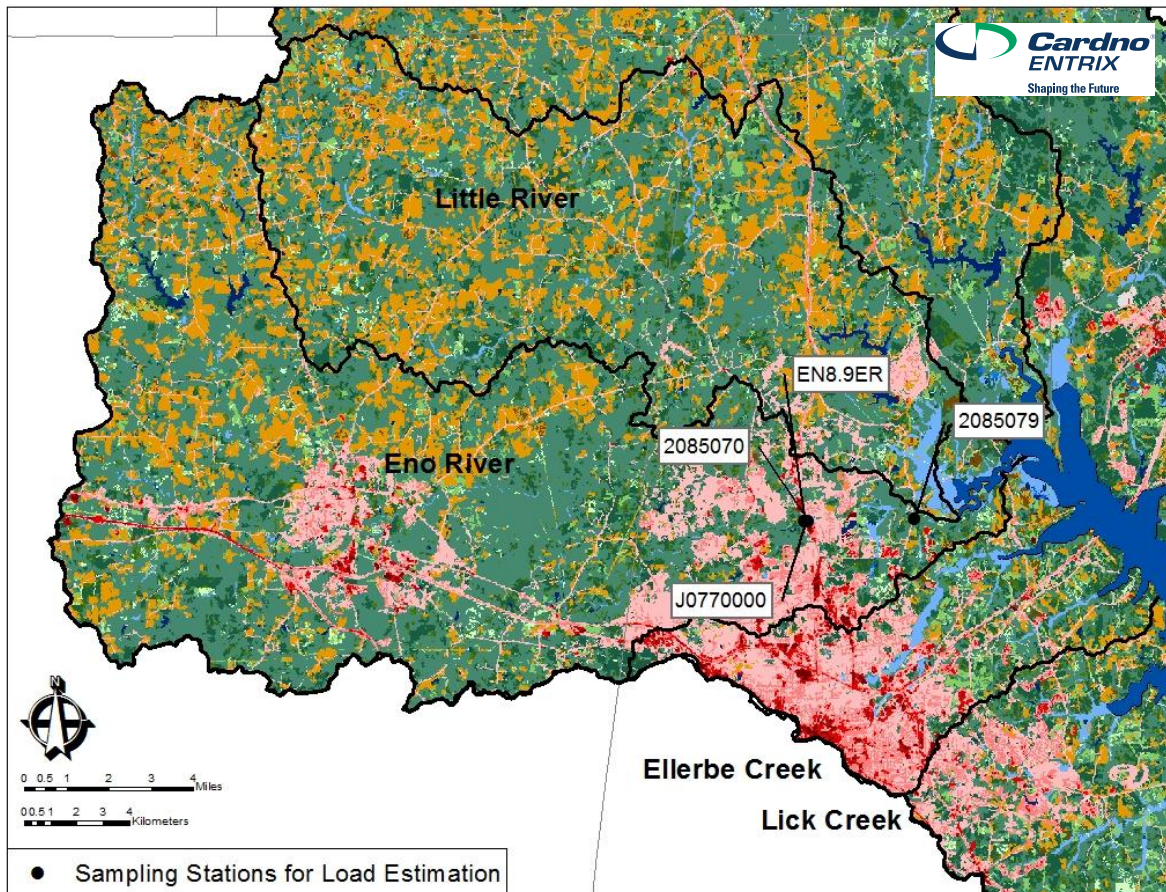 Cardno
ENTRIX
Shaping the Future
Little River
EN8.9ER
2085079
2085070
Eno River
J0770000
N
Ellerbe Creek
Lick Creek
0 0.5 1 2 3 4
Miles
0 0.5 1 2 3 4
Kilometers
Sampling Stations for Load Estimation